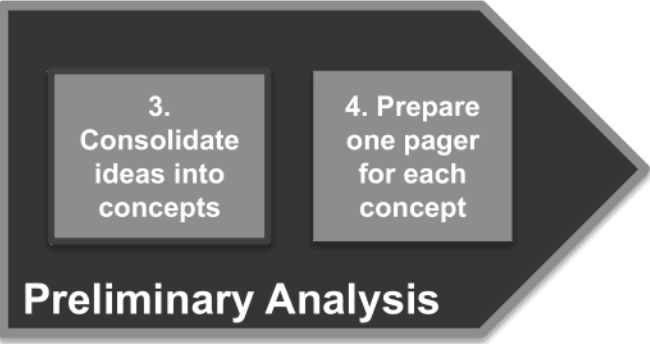 3.
Consolidate
ideas into
concepts
4. Prepare
one pager
for each
concept
Preliminary Analysis